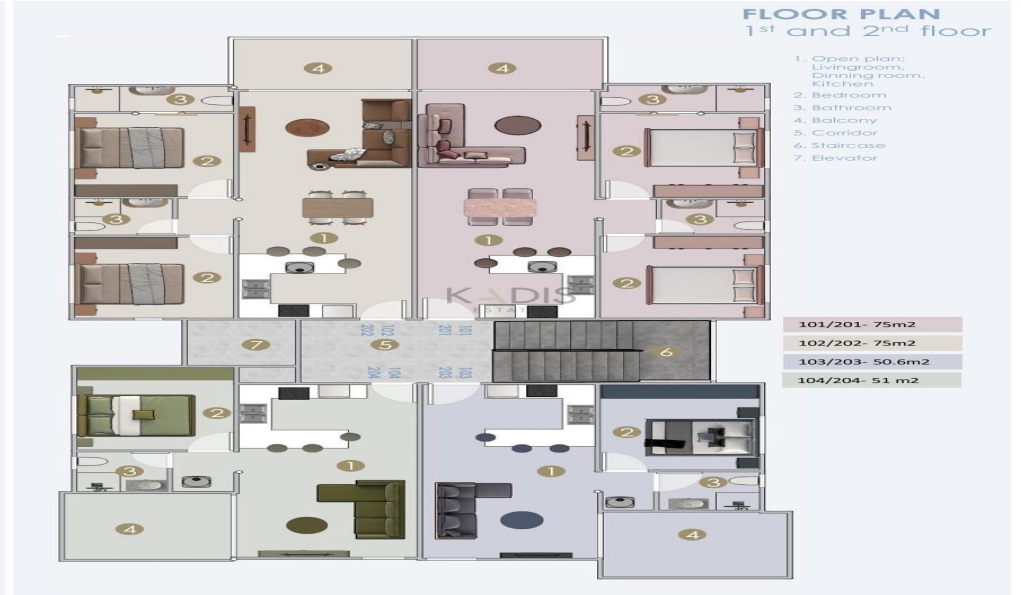 FLOOR PLAN
1st and 2nd floor
1. Open plan:
Livingroom,
Dinning room,
Kitchen
2. Bedroom
3. Bathroom
4. Balcony
5. Corridor
6. Staircase
7. Elevator
4
4
3
3
2
2
3
3
1
1
2
2
KADIS
ESTATES
202
102
201
101
7
5
6
204
104
203
103
101/201- 75m2
102/202- 75m2
103/203- 50.6m2
104/204- 51 m2
2
2
1
1
3
3
4
4